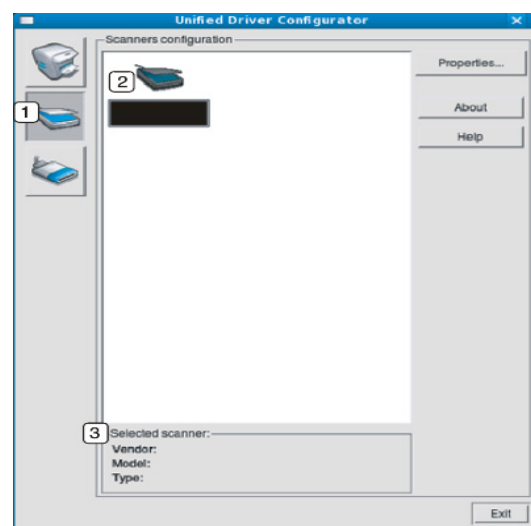 Unified Driver Configurator
Scanners configuration
Properties...
2
1
About
Help
3
Selected scanner:
Vendor:
Model:
Type:
Exit